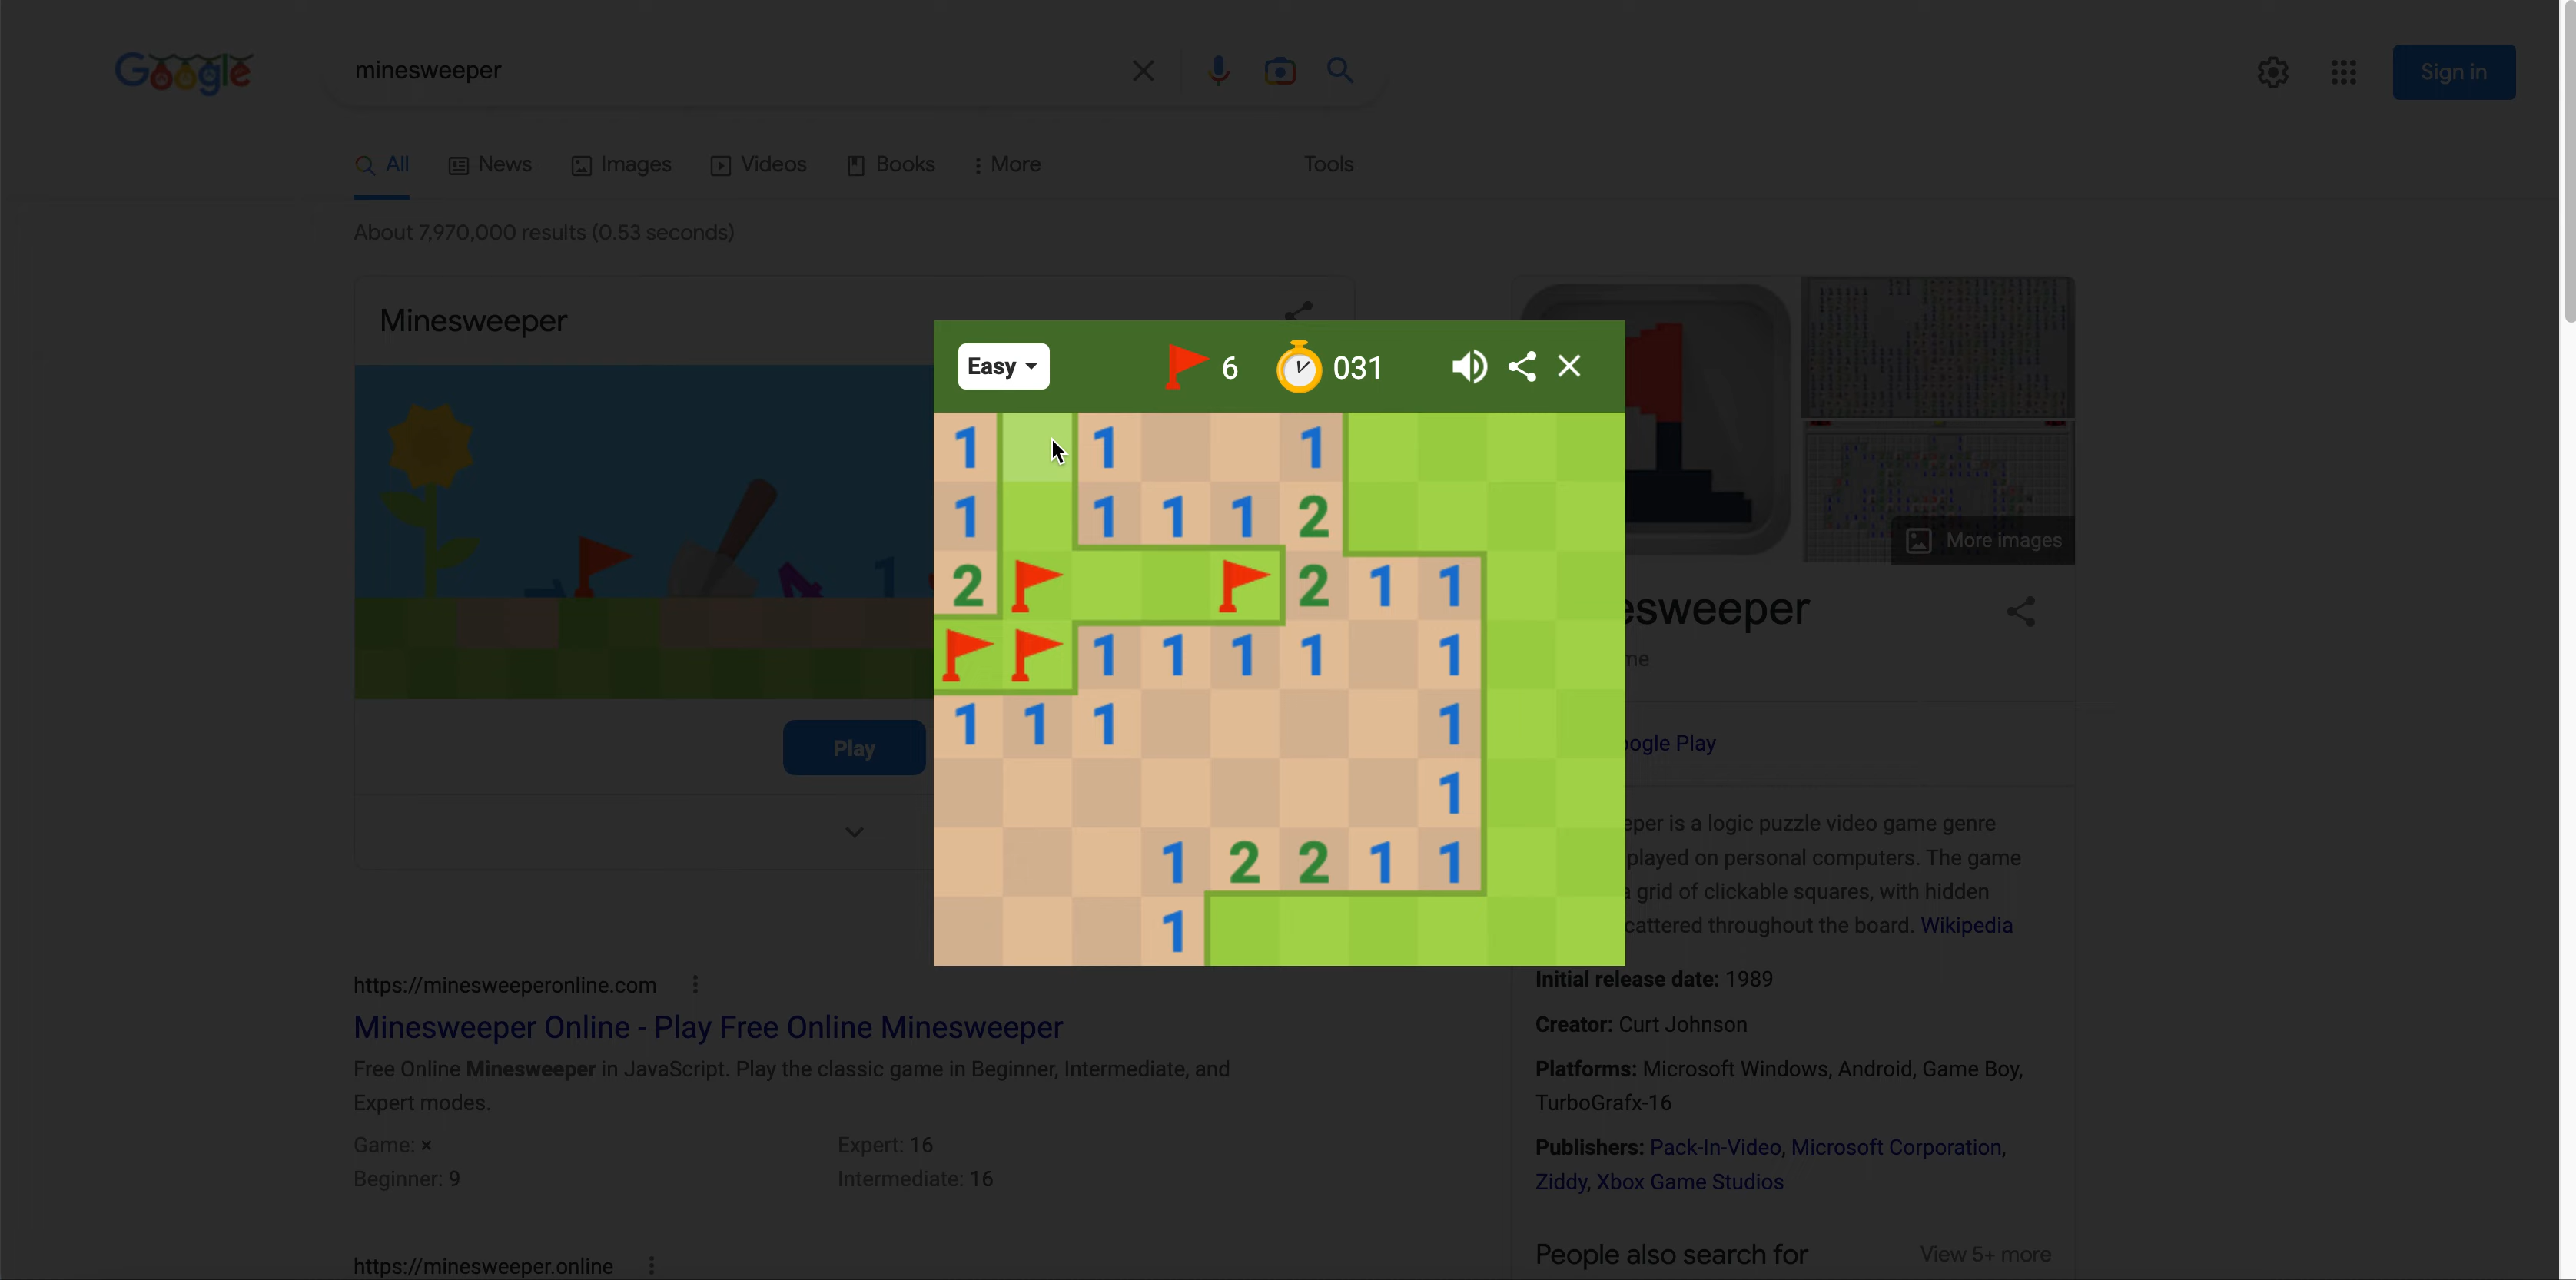 Google
minesweeper
Sign in
All
News
Images
Videos
Books
More
Tools
About 7,970,000 results (0.53 seconds)
Minesweeper
Easy
6
031
1 1 1
1 1 1 1 2
2 2 1 1
1 1 1 1 1
1 1 1 1
1
1 2 2 1 1
1
Play
More images
esweeper
me
ogle Play
eper is a logic puzzle video game genre
played on personal computers. The game
a grid of clickable squares, with hidden
cattered throughout the board. Wikipedia
Initial release date: 1989
Creator: Curt Johnson
Platforms: Microsoft Windows, Android, Game Boy,
TurboGrafx-16
Publishers: Pack-In-Video, Microsoft Corporation,
Ziddy, Xbox Game Studios
People also search for
View 5+ more
https://minesweeperonline.com
Minesweeper Online - Play Free Online Minesweeper
Free Online Minesweeper in JavaScript. Play the classic game in Beginner, Intermediate, and
Expert modes.
Game: ×
Expert: 16
Beginner: 9
Intermediate: 16
https://minesweeper.online